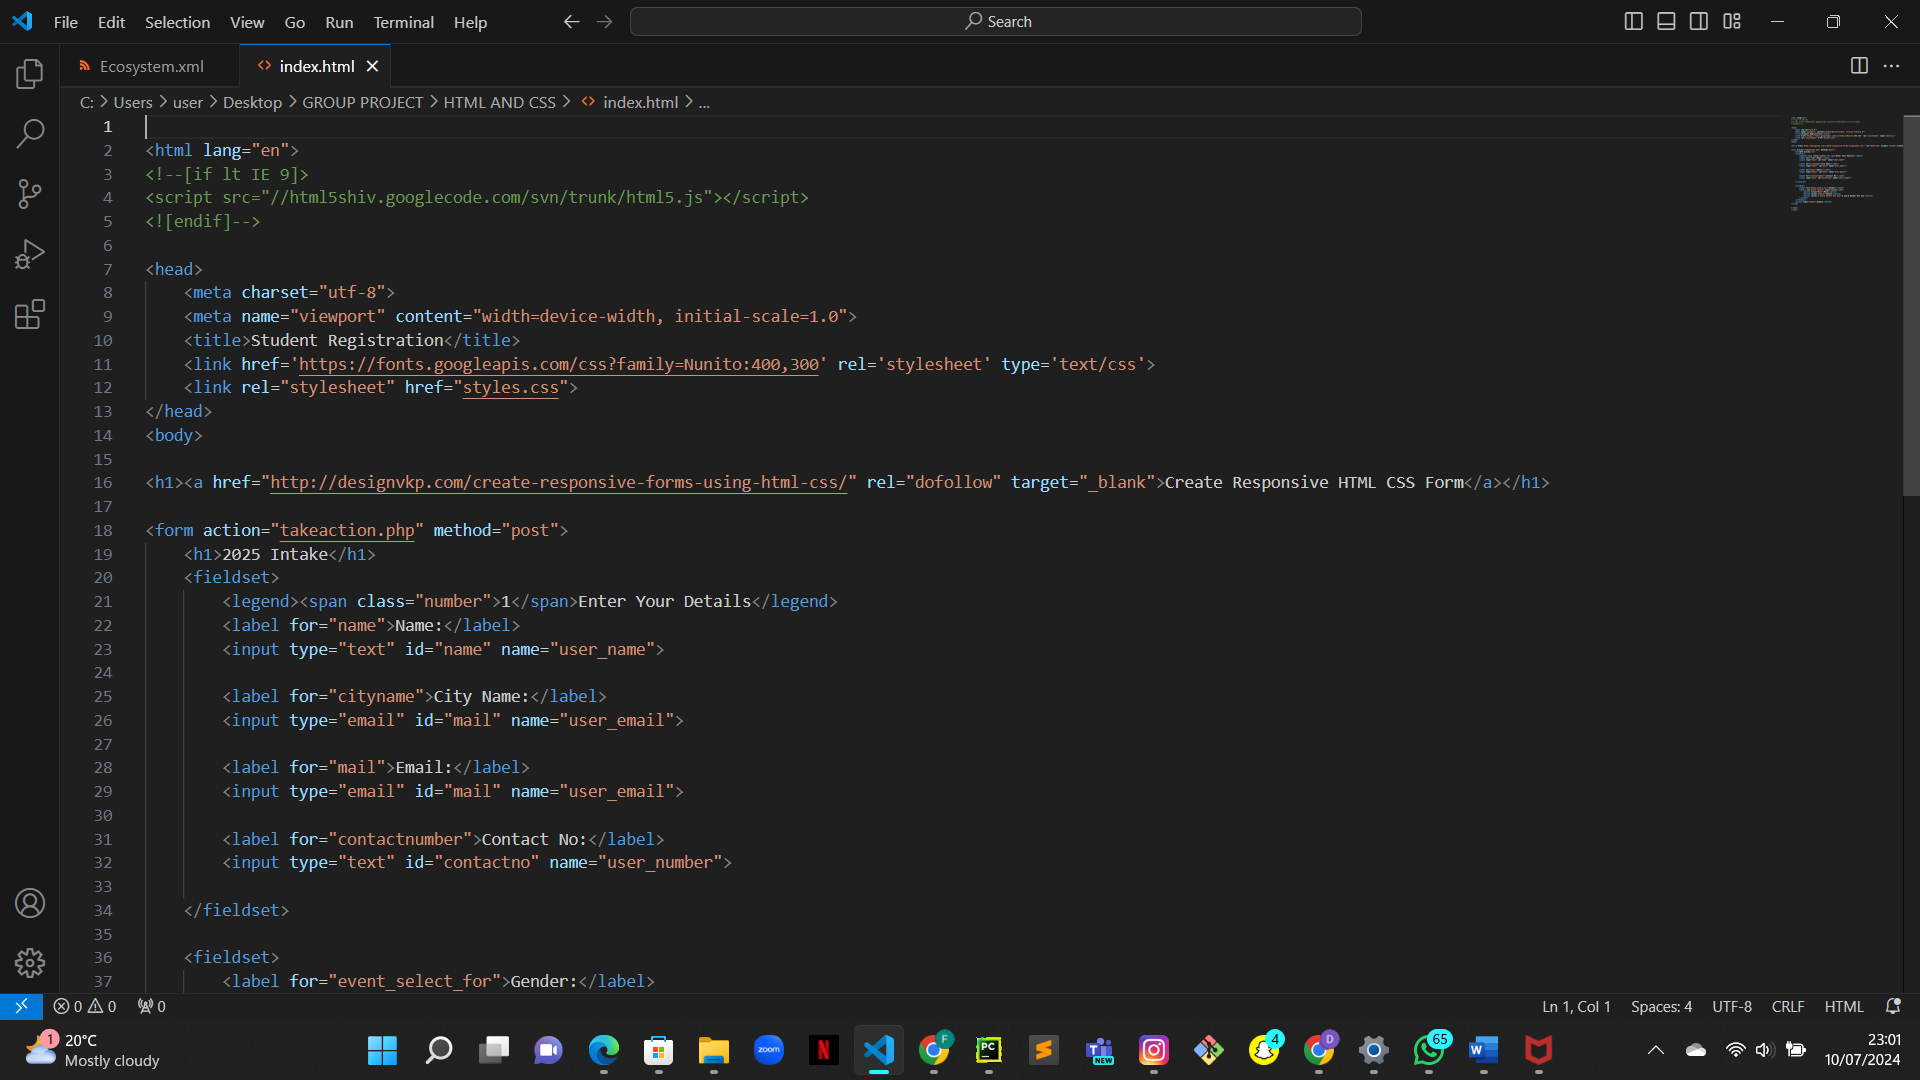 File Edit Selection View Go Run Terminal Help Search
Ecosystem.xml index.html
C: > Users > user > Desktop > GROUP PROJECT > HTML AND CSS > index.html > ...
1
2 <html lang="en">
3 <!--[if lt IE 9]>
4 <script src="//html5shiv.googlecode.com/svn/trunk/html5.js"></script>
5 <![endif]-->
6
7 <head>
8 <meta charset="utf-8">
9 <meta name="viewport" content="width=device-width, initial-scale=1.0">
10 <title>Student Registration</title>
11 <link href='https://fonts.googleapis.com/css?family=Nunito:400,300' rel='stylesheet' type='text/css'>
12 <link rel="stylesheet" href="styles.css">
13 </head>
14 <body>
15
16 <h1><a href="http://designvkp.com/create-responsive-forms-using-html-css/" rel="dofollow" target="_blank">Create Responsive HTML CSS Form</a></h1>
17
18 <form action="takeaction.php" method="post">
19 <h1>2025 Intake</h1>
20 <fieldset>
21 <legend><span class="number">1</span>Enter Your Details</legend>
22 <label for="name">Name:</label>
23 <input type="text" id="name" name="user_name">
24
25 <label for="cityname">City Name:</label>
26 <input type="email" id="mail" name="user_email">
27
28 <label for="mail">Email:</label>
29 <input type="email" id="mail" name="user_email">
30
31 <label for="contactnumber">Contact No:</label>
32 <input type="text" id="contactno" name="user_number">
33
34 </fieldset>
35
36 <fieldset>
37 <label for="event_select_for">Gender:</label>
0 0 0 Ln 1, Col 1 Spaces: 4 UTF-8 CRLF HTML
1 20°C
Mostly cloudy
zoom N F PC S T NEW 4 D 65 W
23:01
10/07/2024